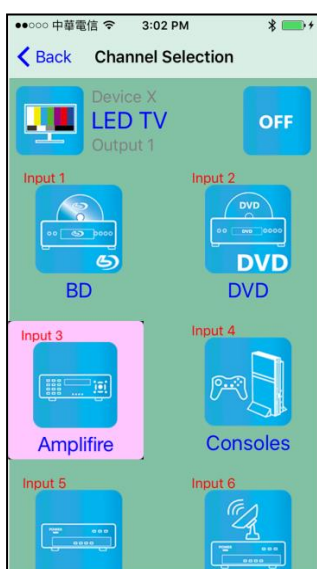 中華電信 3:02 PM
Back Channel Selection
Device X
LED TV
Output 1
OFF
Input 1 Input 2
DVD
DVD
BD DVD
Input 3 Input 4
Amplifire Consoles
Input 5 Input 6